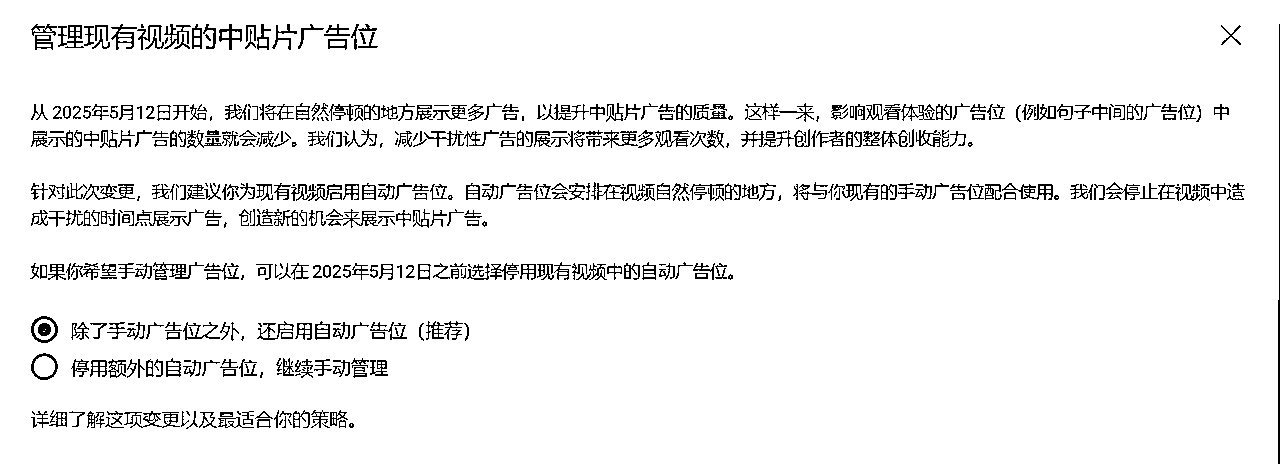 管理现有视频的中贴片广告位
从 2025年5月12日开始，我们将在自然停顿的地方展示更多广告，以提升中贴片广告的质量。这样一来，影响观看体验的广告位（例如句子中间的广告位）中
展示的中贴片广告的数量就会减少。我们认为，减少干扰性广告的展示将带来更多观看次数，并提升创作者的整体创收能力。
针对此次变更，我们建议你为现有视频启用自动广告位。自动广告位会安排在视频自然停顿的地方，将与你现有的手动广告位配合使用。我们会停止在视频中造
成干扰的时间点展示广告，创造新的机会来展示中贴片广告。
如果你希望手动管理广告位，可以在 2025年5月12日之前选择停用现有视频中的自动广告位。
除了手动广告位之外，还启用自动广告位（推荐）
停用额外的自动广告位，继续手动管理
详细了解这项变更以及最适合你的策略。